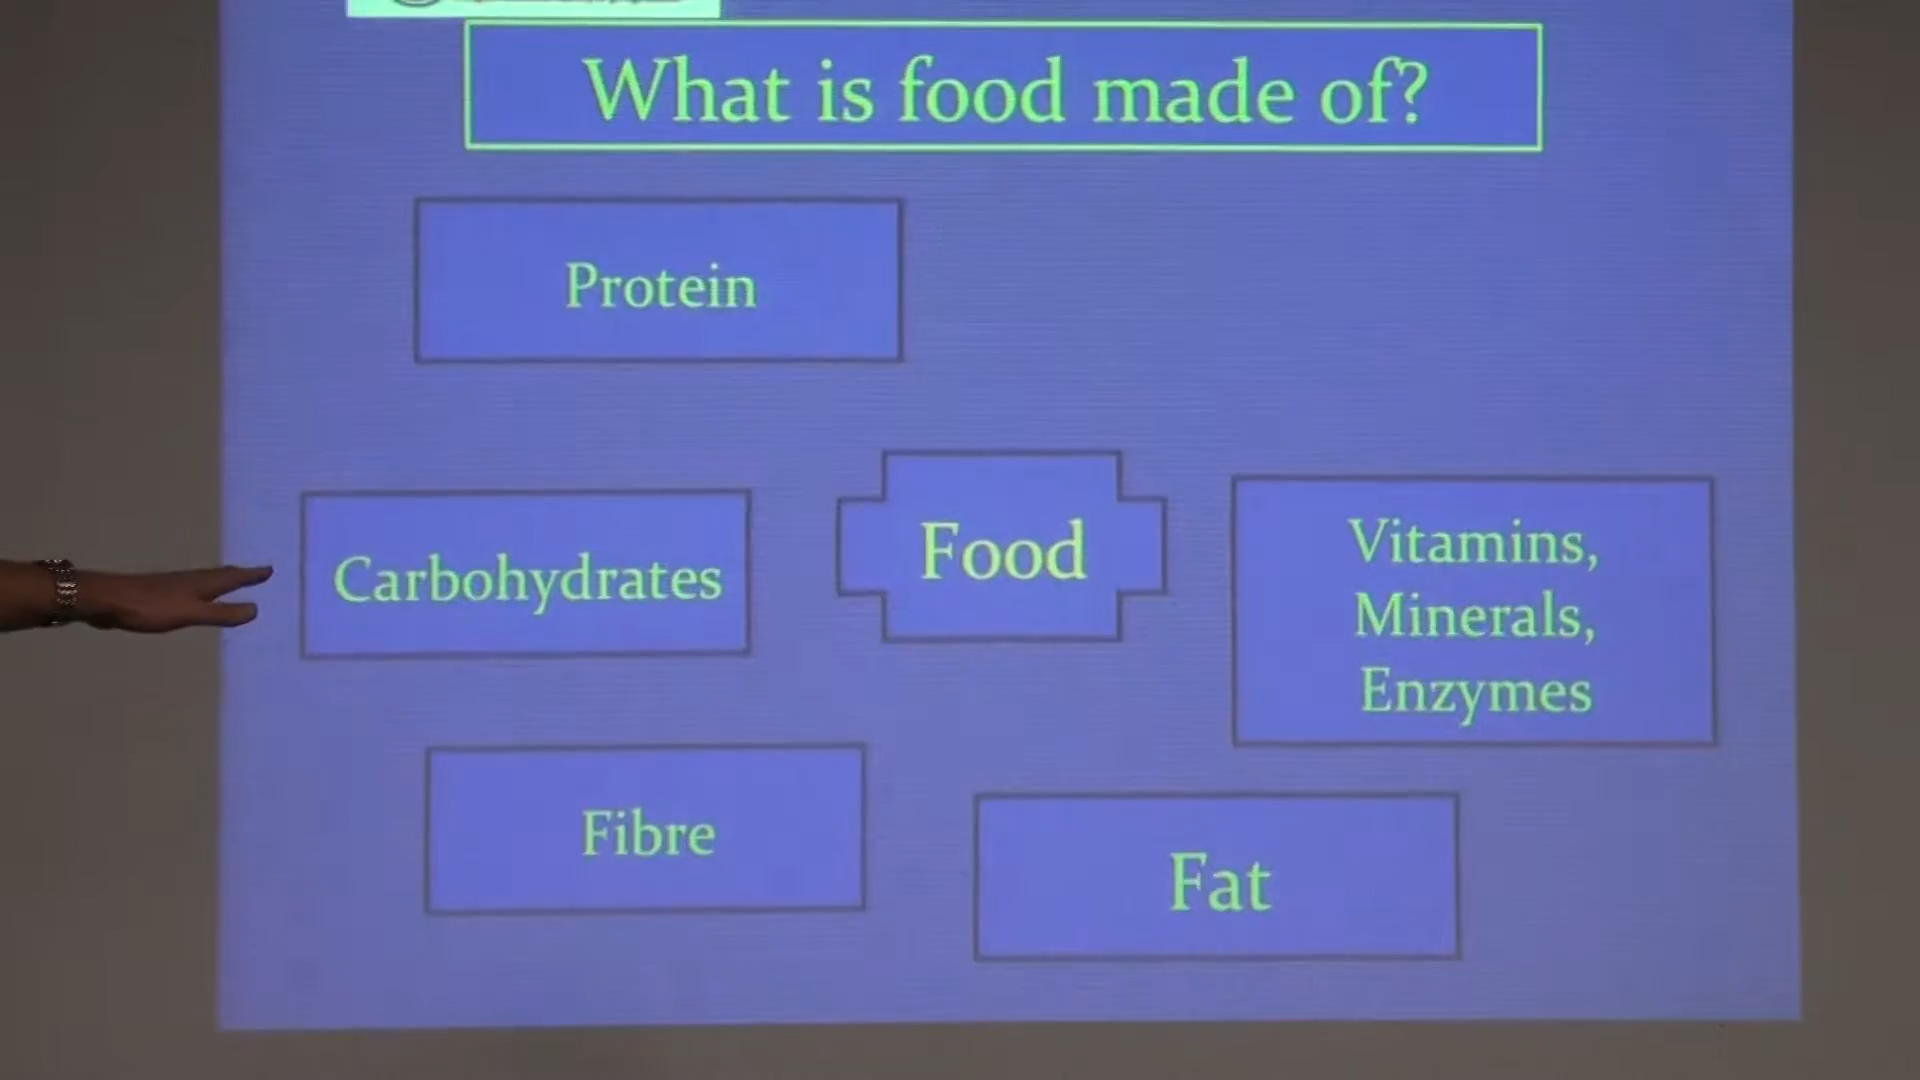 What is food made of?
Protein
Carbohydrates
Food
Vitamins,
Minerals,
Enzymes
Fibre
Fat